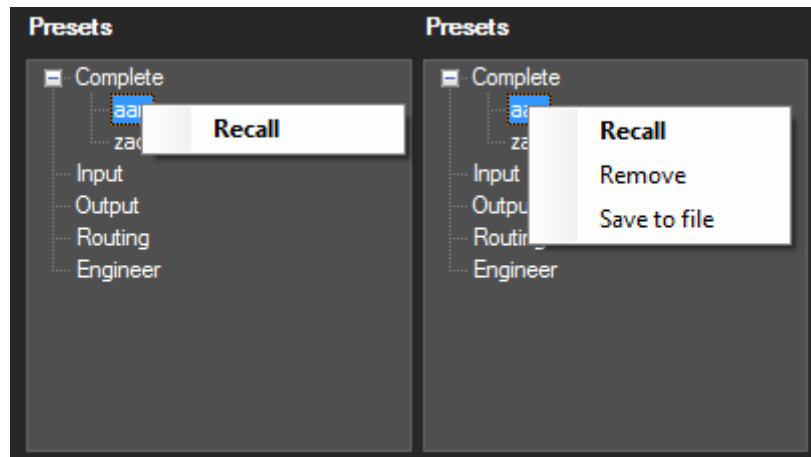 Presets
Complete
Recall
Input
Output
Routing
Engineer
Presets
Complete
Recall
Remove
Input
Save to file
Engineer